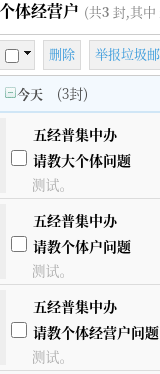 个体经营户 (共3 封,其中
删除 举报垃圾邮
今天 (3封)
五经普集中办
请教大个体问题
测试。
五经普集中办
请教个体户问题
测试。
五经普集中办
请教个体经营户问题
测试。